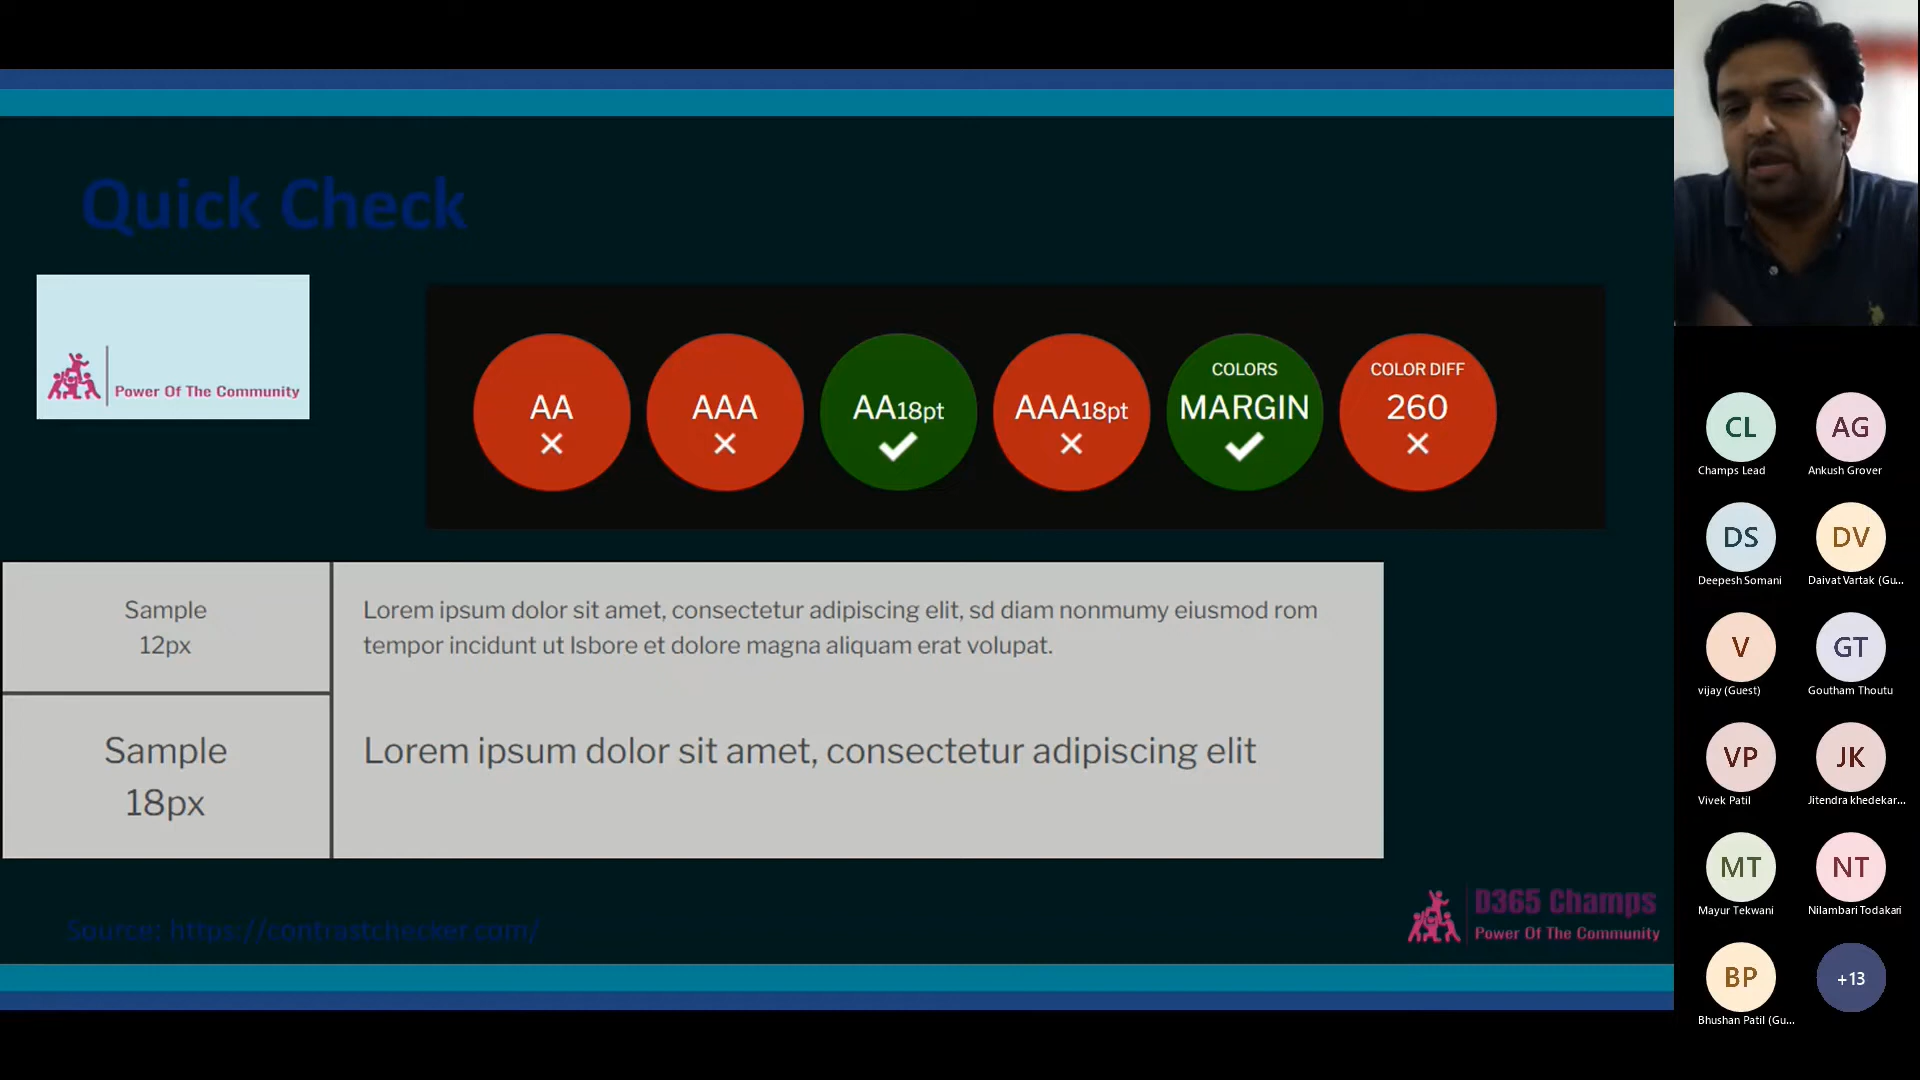 Quick Check
Power Of The Community
AA
AAA
AA18pt
AAA18pt
COLORS
MARGIN
COLOR DIFF
260
Sample
12px
Lorem ipsum dolor sit amet, consectetur adipiscing elit, sd diam nonmumy eiusmod rom
tempor incidunt ut lsbore et dolore magna aliquam erat volupat.
Sample
18px
Lorem ipsum dolor sit amet, consectetur adipiscing elit
Source: https://contrastchecker.com/
D365 Champs
Power Of The Community
CL
Champs Lead
AG
Ankush Grover
DS
Deepesh Somani
DV
Daivat Vartak (Gu...
V
vijay (Guest)
GT
Goutham Thoutu
VP
Vivek Patil
JK
Jitendra khedekar...
MT
Mayur Tekwani
NT
Nilambari Todakari
BP
Bhushan Patil (Gu...
+13